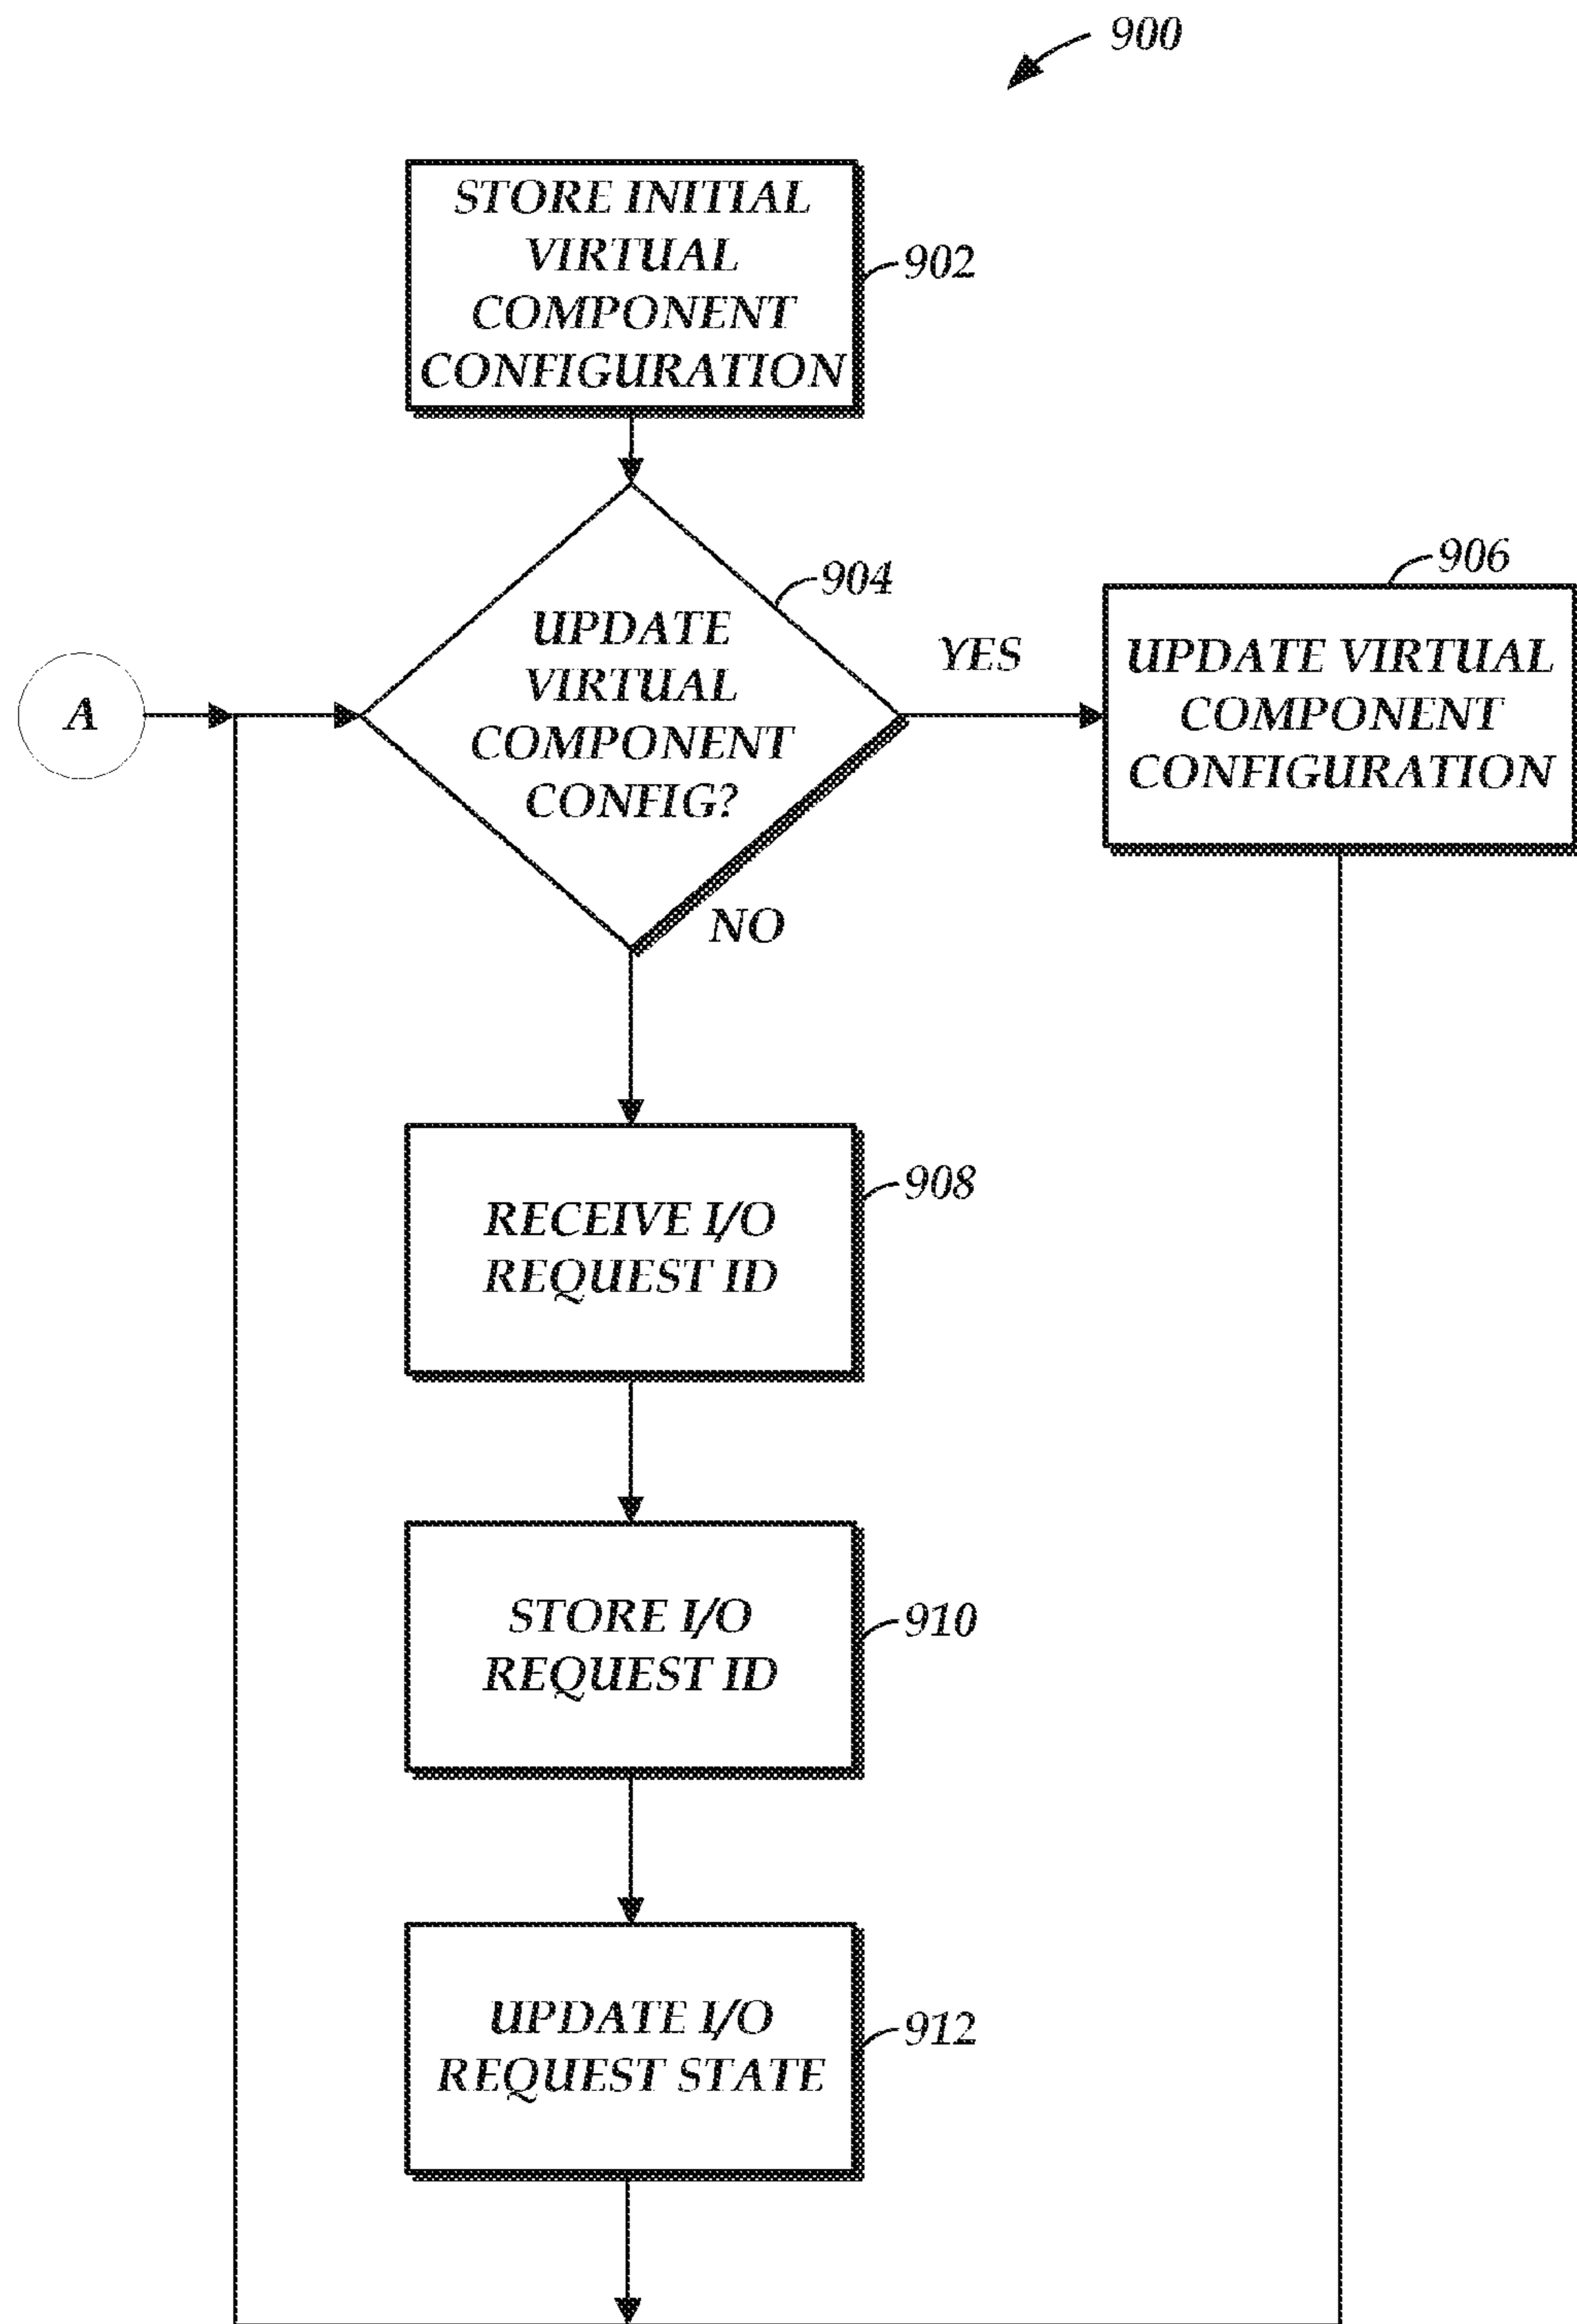 900
STORE INITIAL
VIRTUAL
COMPONENT
CONFIGURATION
902
904
UPDATE
VIRTUAL
COMPONENT
CONFIG?
A
YES
NO
906
UPDATE VIRTUAL
COMPONENT
CONFIGURATION
RECEIVE I/O
REQUEST ID
908
STORE I/O
REQUEST ID
910
UPDATE I/O
REQUEST STATE
912